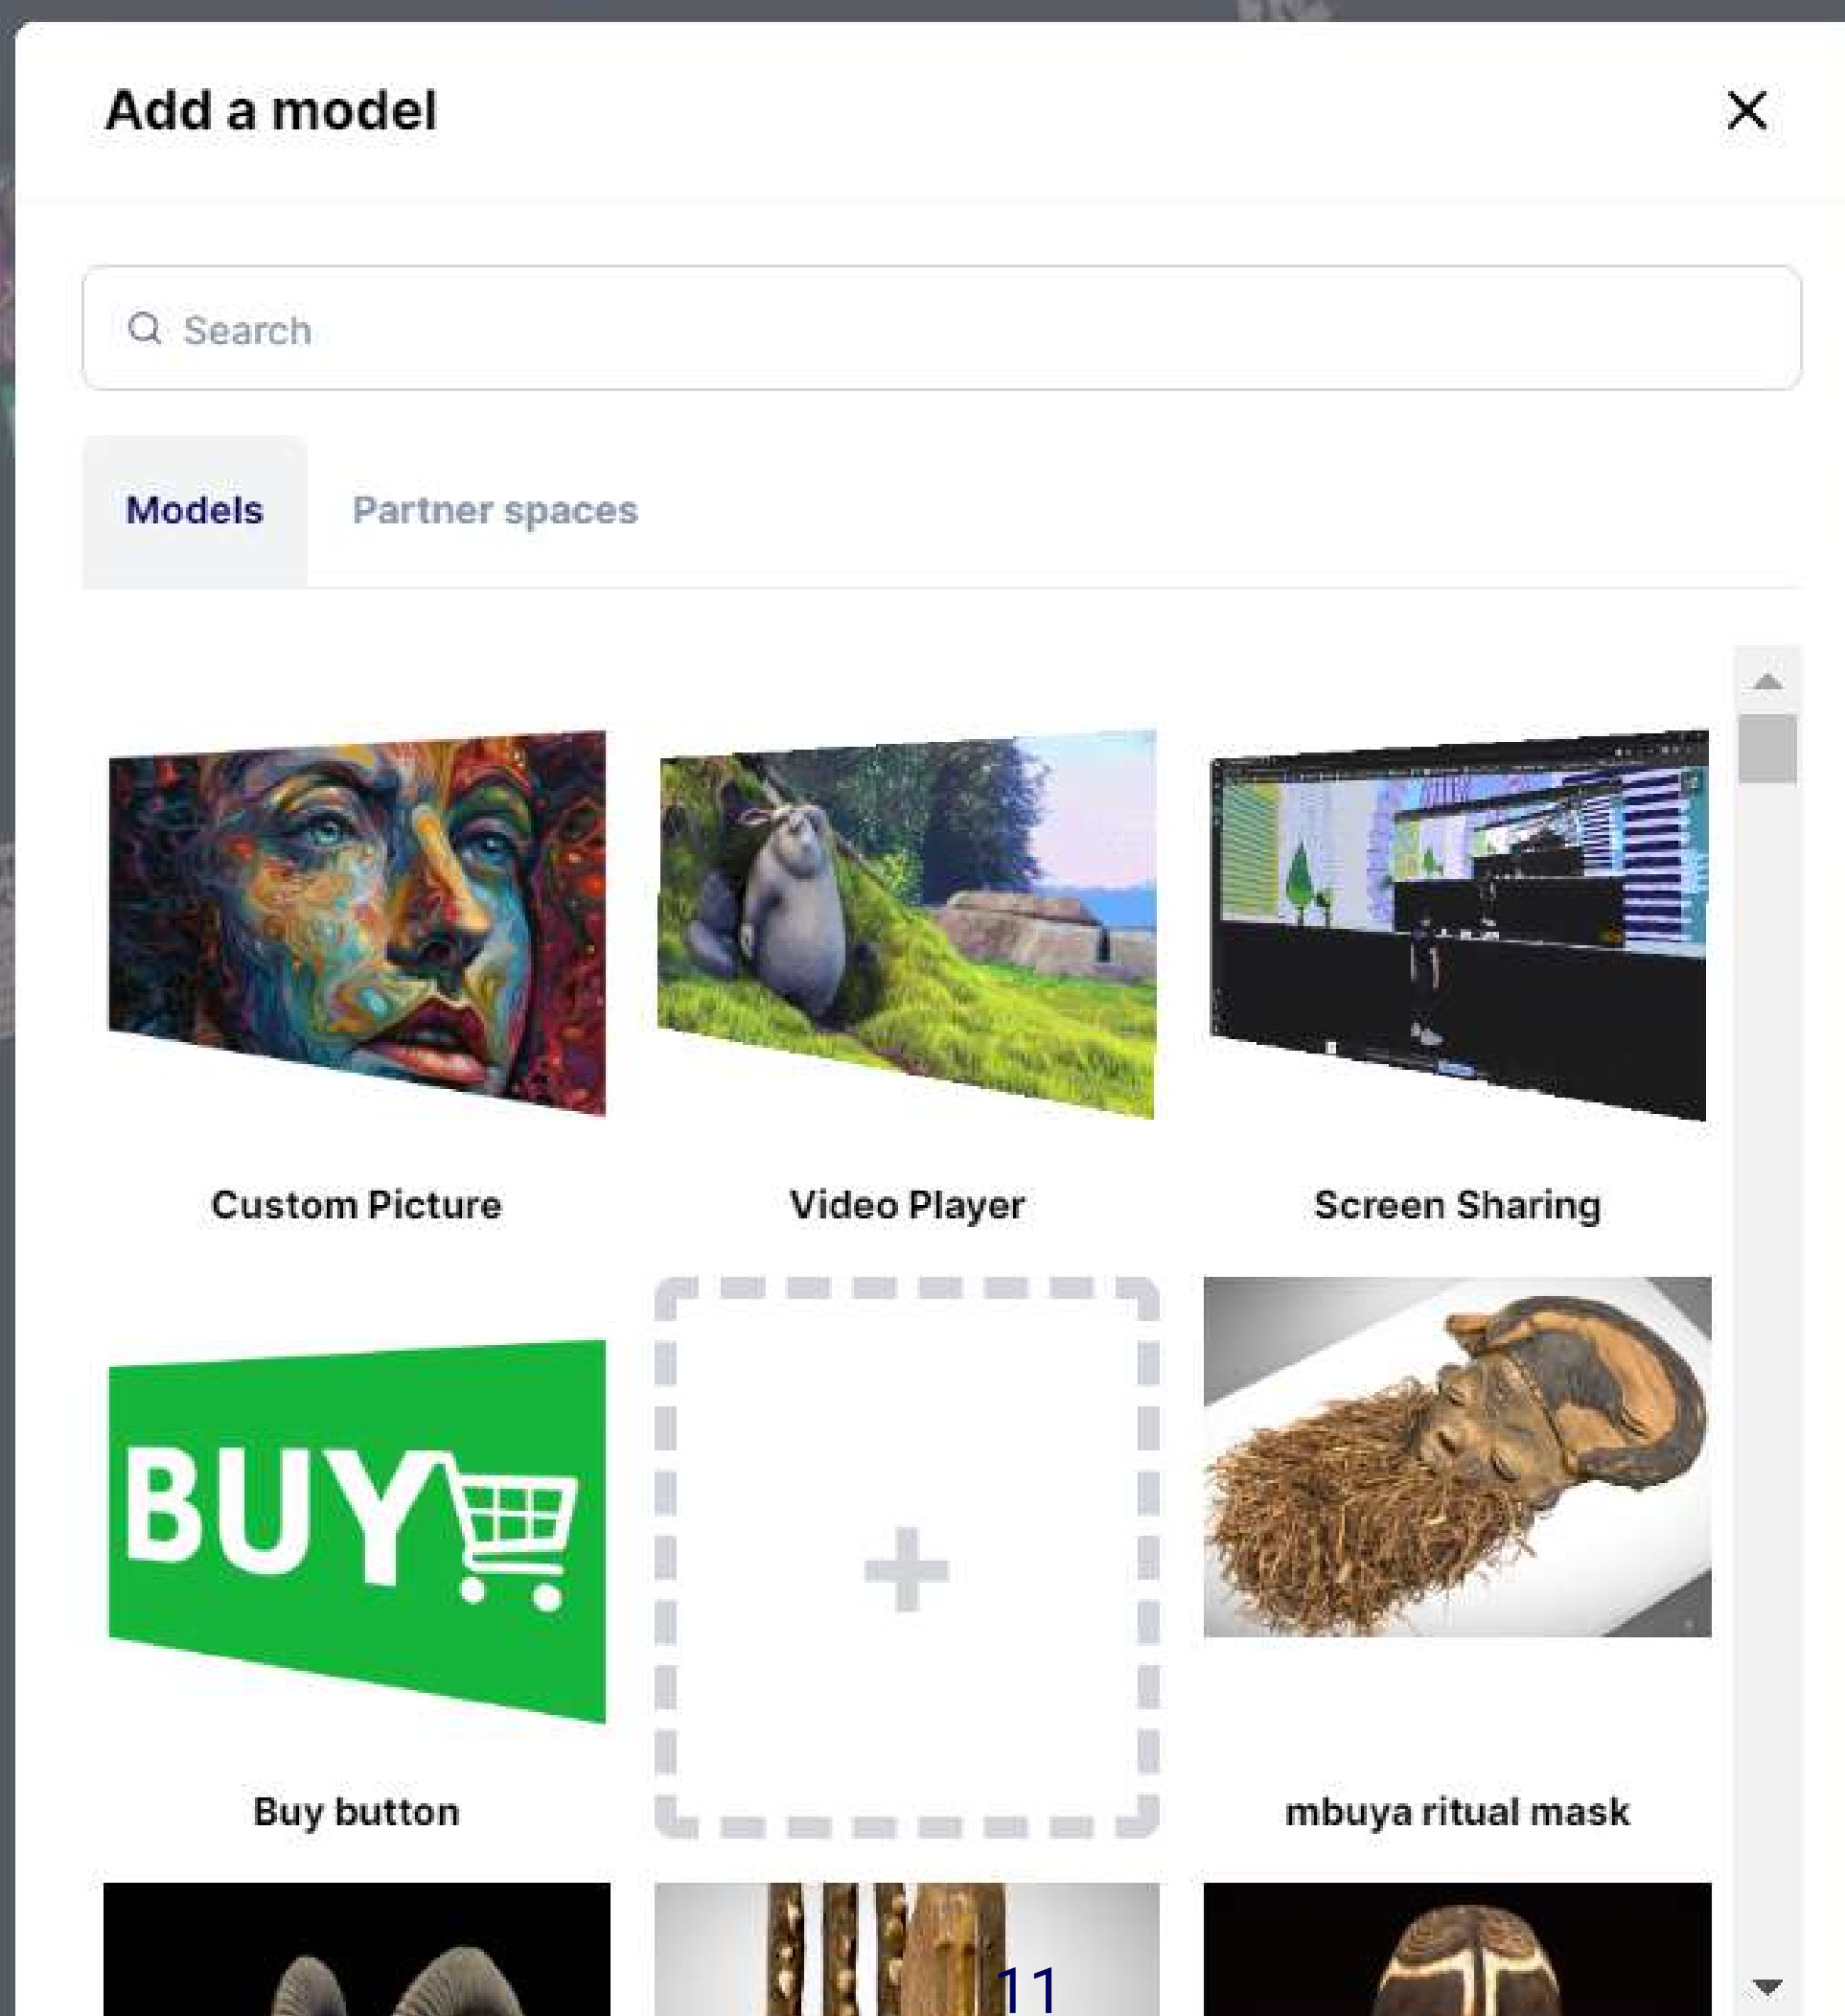 Add a model
Search
Models Partner spaces
Custom Picture Video Player Screen Sharing
BUY
Buy button mbuya ritual mask
11